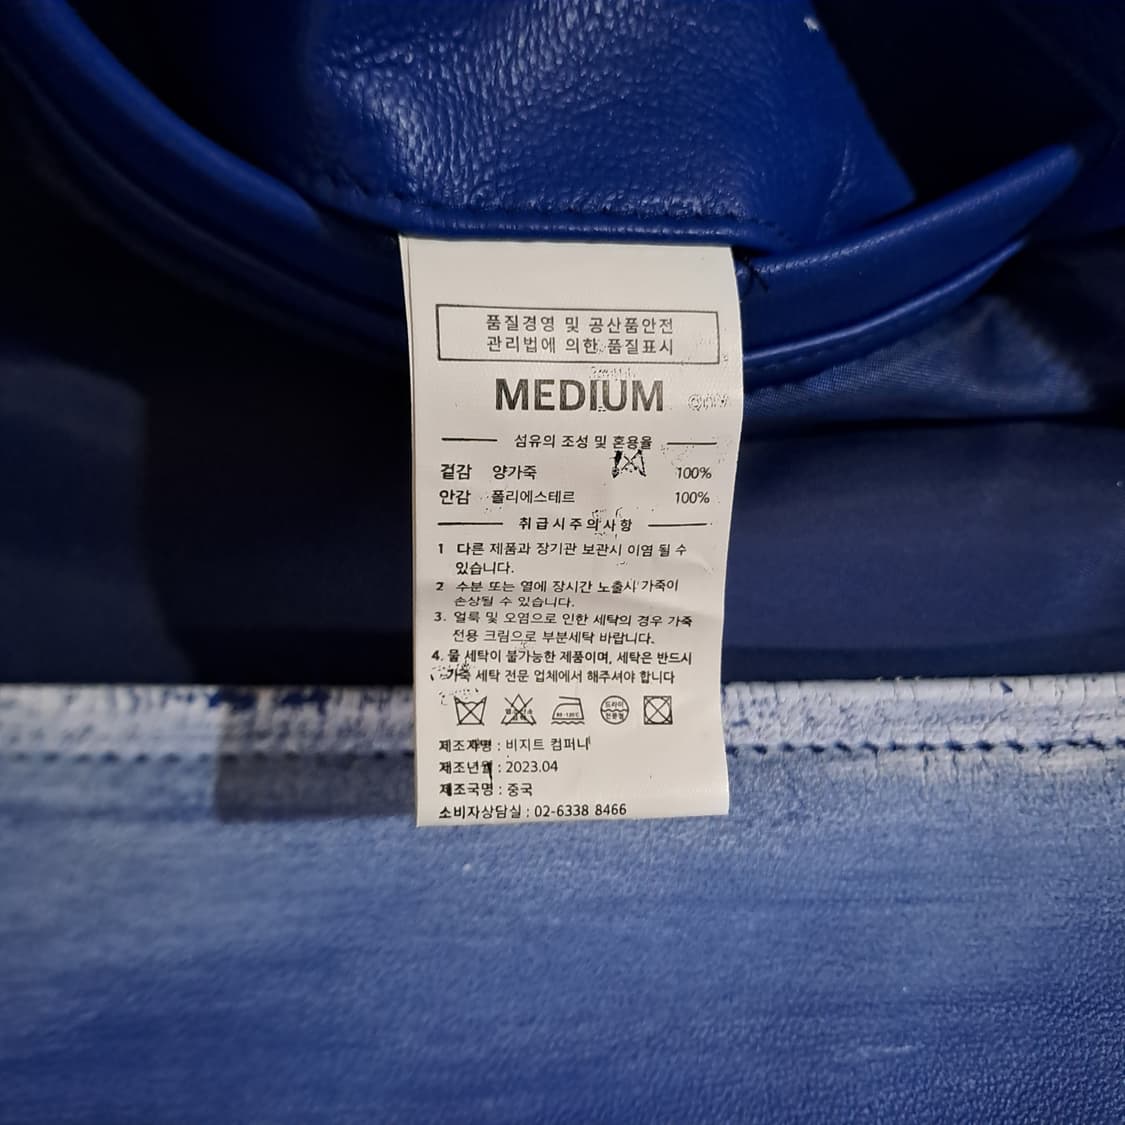 품질경영 및 공산품안전
관리법에 의한 품질표시
MEDIUM
섬유의 조성 및 혼용율
겉감 양가죽 100%
안감 폴리에스테르 100%
취급시주의사항
1 다른 제품과 장기관 보관시 이염 될 수
있습니다.
2 수분 또는 열에 장시간 노출시 가죽이
손상될 수 있습니다.
3. 얼룩 및 오염으로 인한 세탁의 경우 가죽
전용 크림으로 부분세탁 바랍니다.
4. 물 세탁이 불가능한 제품이며, 세탁은 반드시
가죽 세탁 전문 업체에서 해주셔야 합니다
드라이
제조자명 : 비지트 컴퍼니
제조년월 : 2023.04
제조국명 : 중국
소비자상담실 : 02-6338 8466